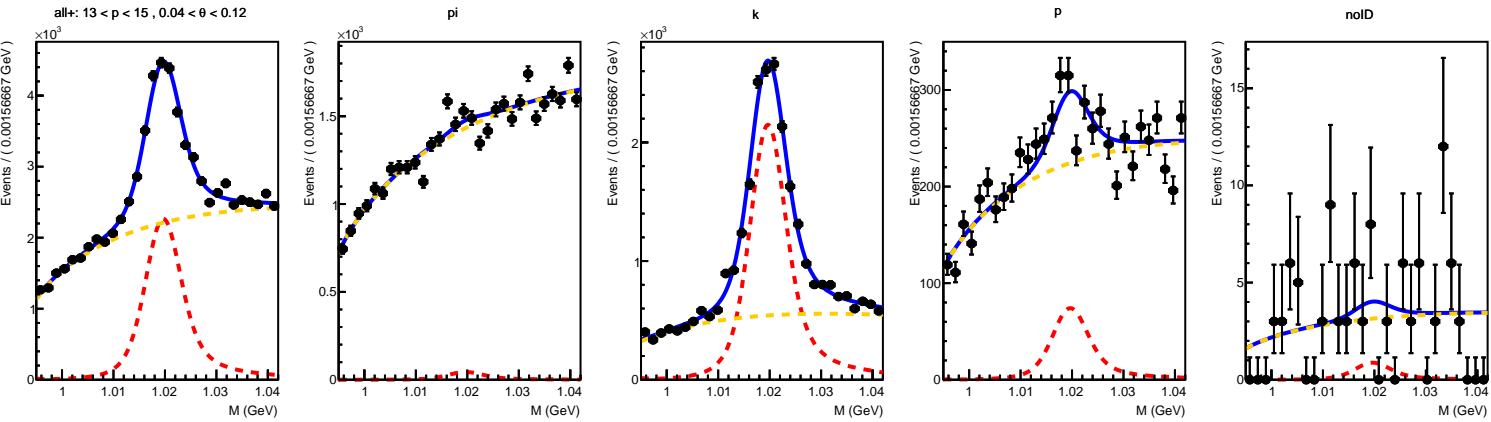 all+: 13 < p < 15 , 0.04 < θ < 0.12
×10³
Events / ( 0.00156667 GeV )
4
3
2
1
0
1 1.01 1.02 1.03 1.04
M (GeV)
pi
×10³
Events / ( 0.00156667 GeV )
1.5
1
0.5
0
1 1.01 1.02 1.03 1.04
M (GeV)
k
×10³
Events / ( 0.00156667 GeV )
2
1
0
1 1.01 1.02 1.03 1.04
M (GeV)
p
Events / ( 0.00156667 GeV )
300
200
100
0
1 1.01 1.02 1.03 1.04
M (GeV)
noID
Events / ( 0.00156667 GeV )
15
10
5
0
1 1.01 1.02 1.03 1.04
M (GeV)